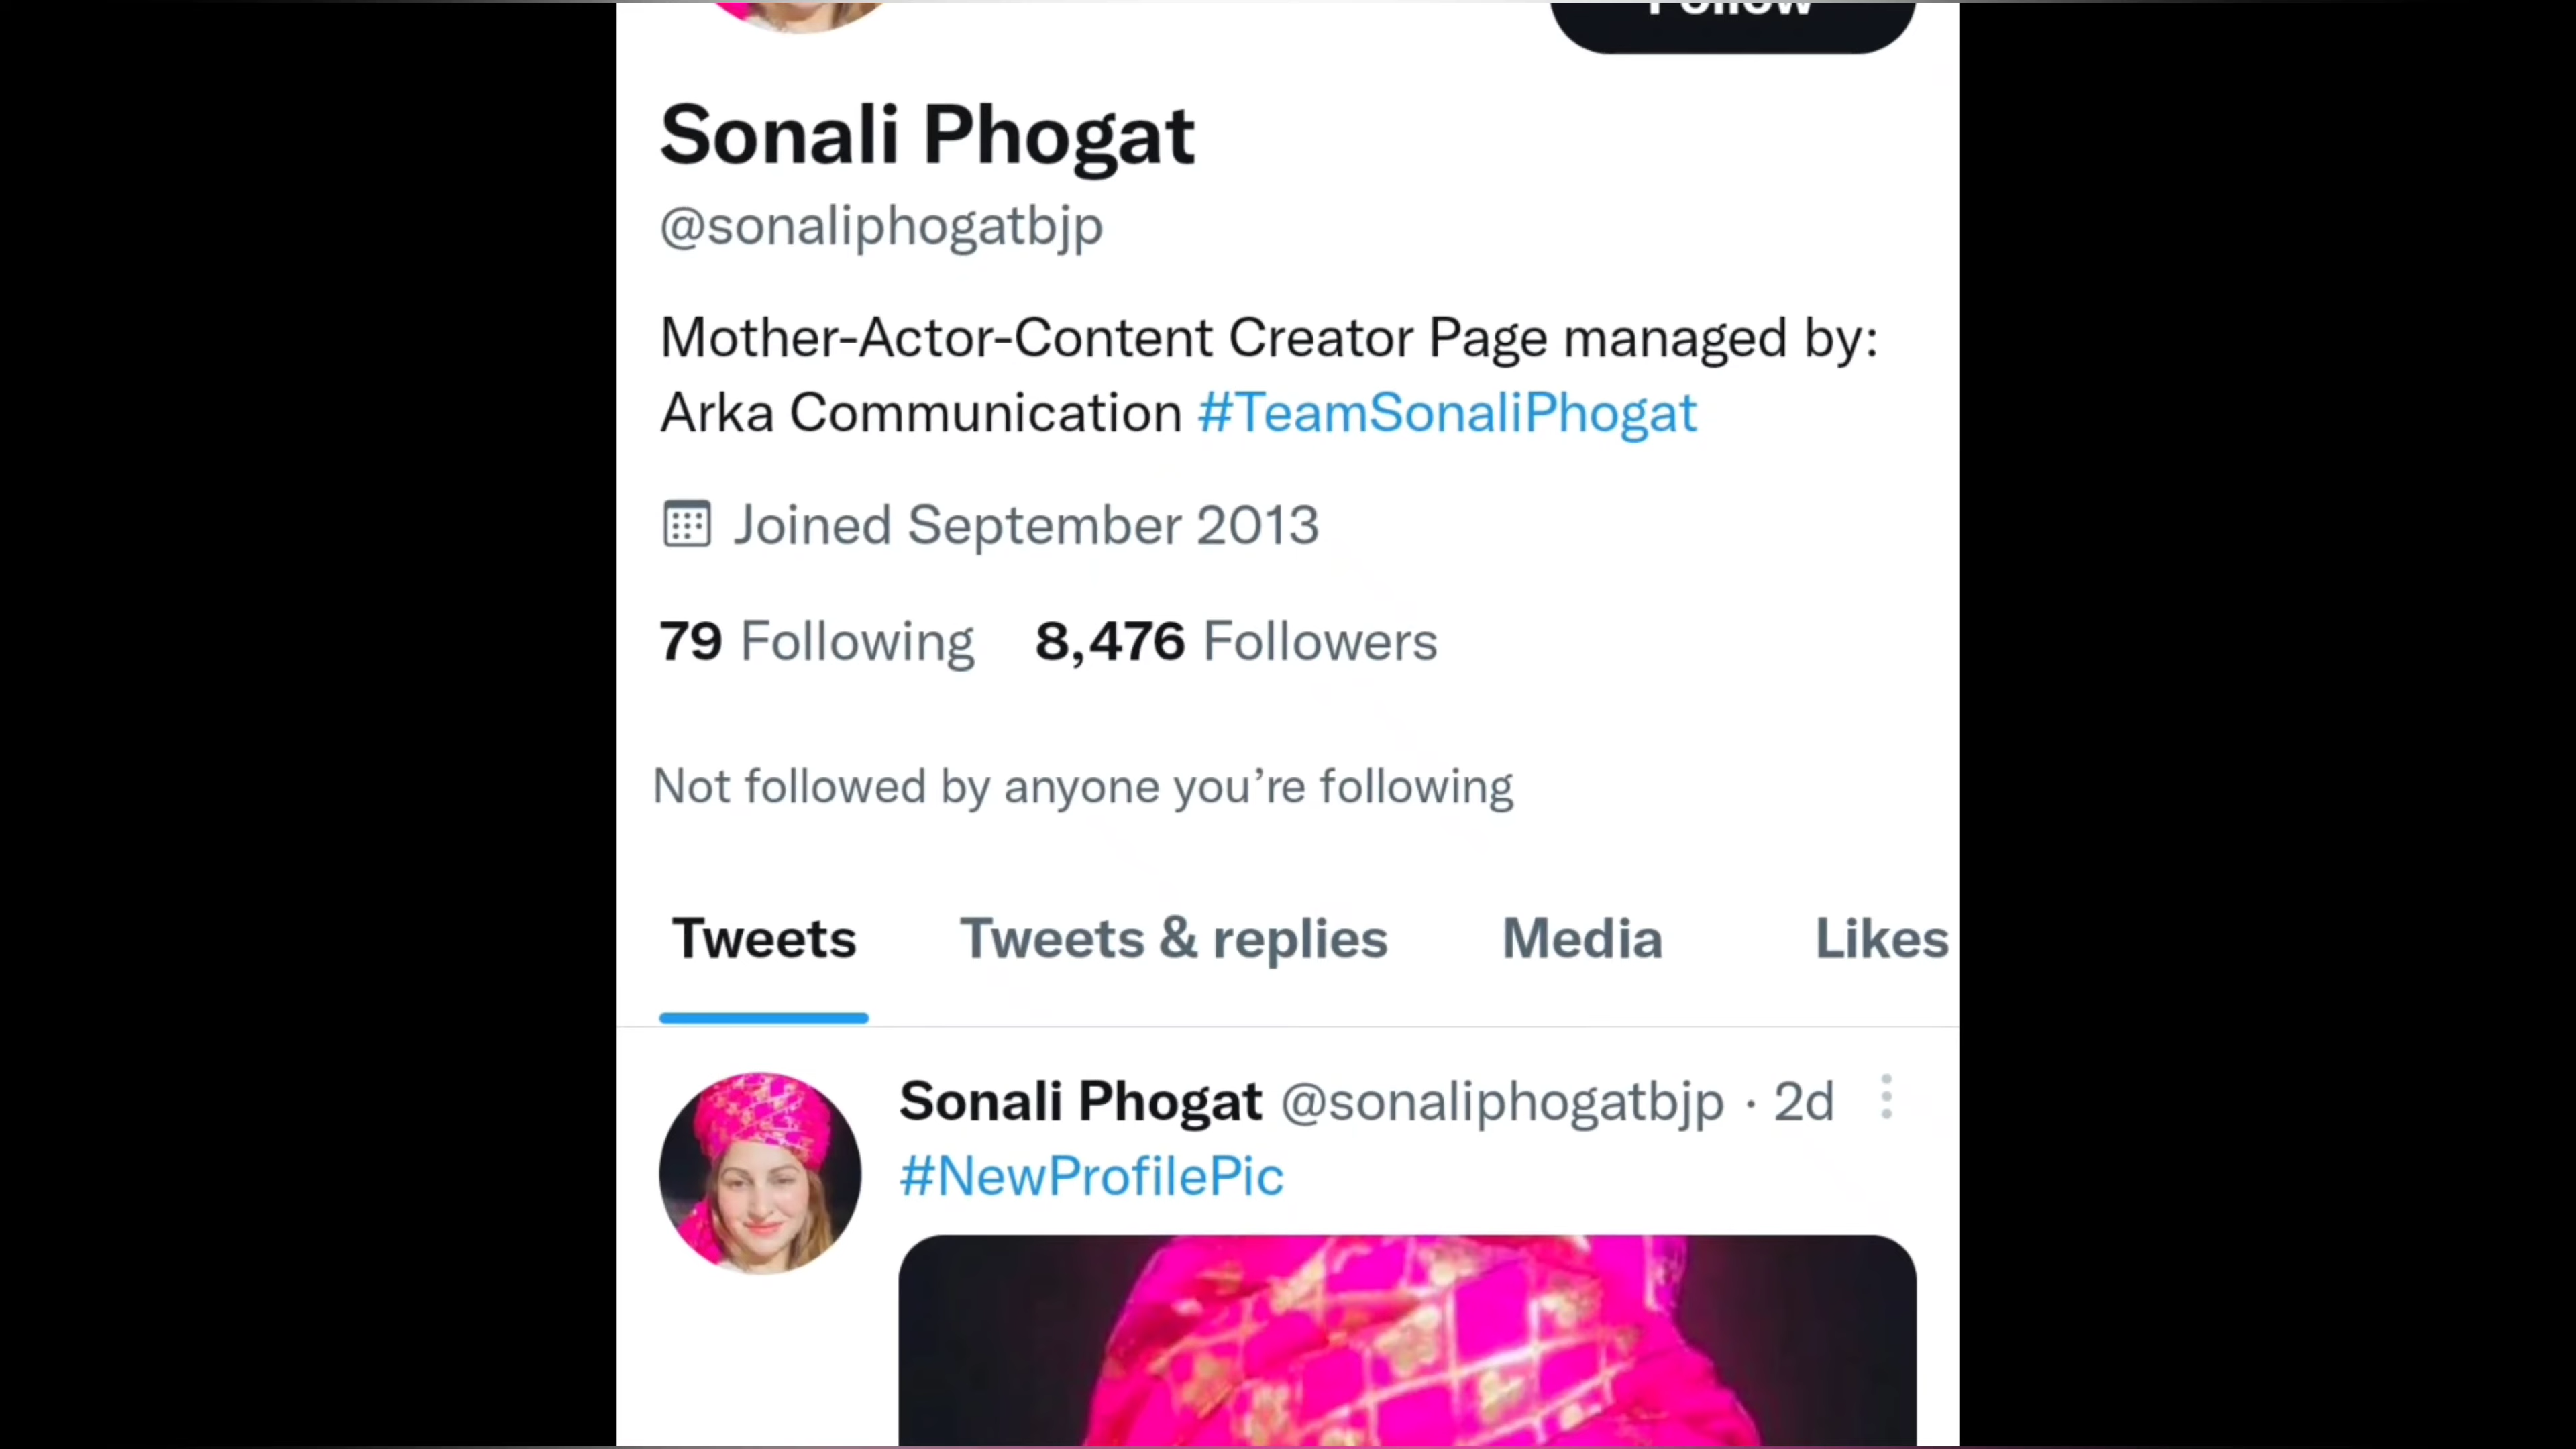 Follow
Sonali Phogat
@sonaliphogatbjp
Mother-Actor-Content Creator Page managed by:
Arka Communication #TeamSonaliPhogat
Joined September 2013
79 Following 8,476 Followers
Not followed by anyone you’re following
Tweets Tweets & replies Media Likes
Sonali Phogat @sonaliphogatbjp · 2d
#NewProfilePic